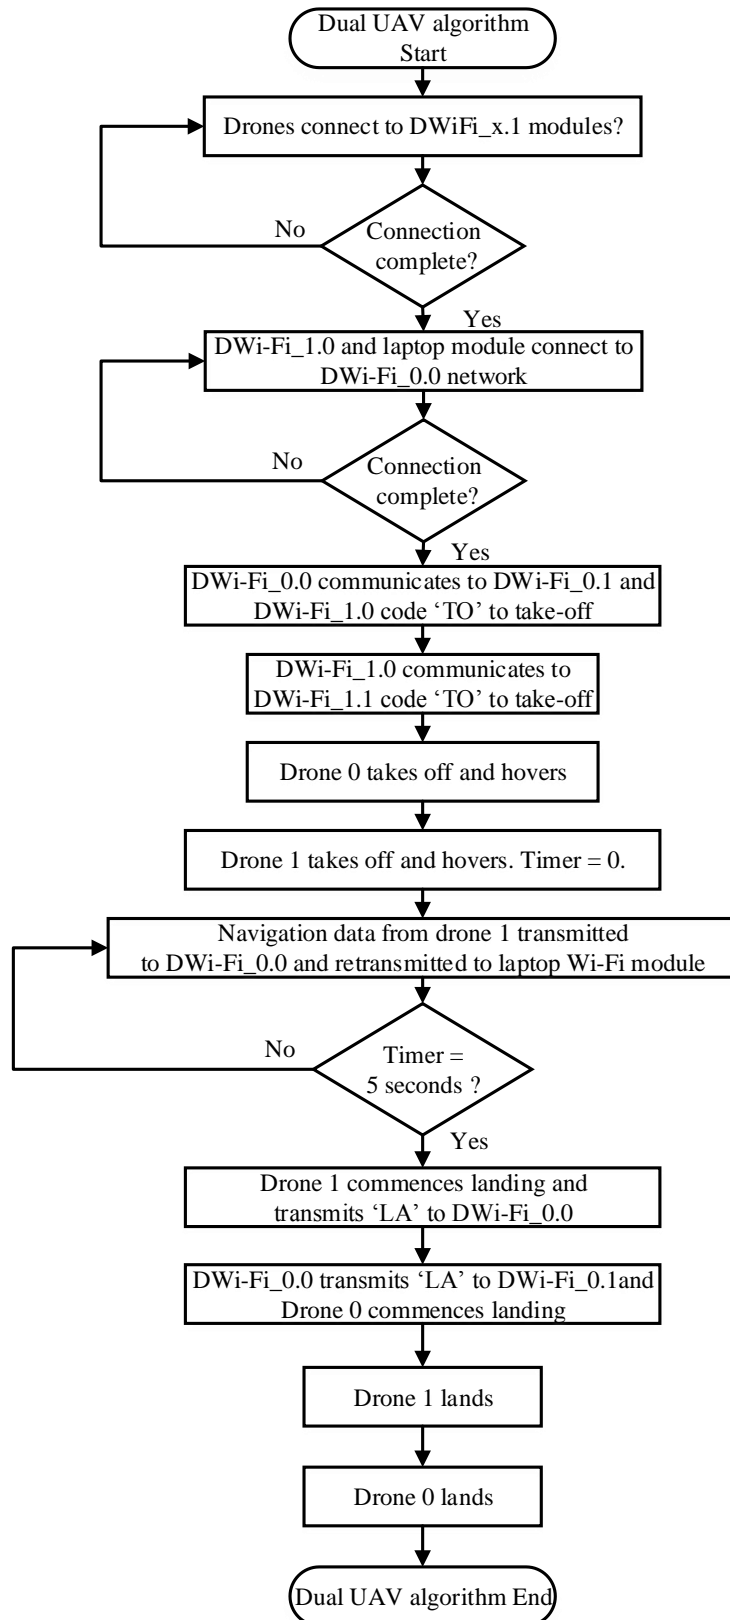 Dual UAV algorithm
Start
Drones connect to DWiFi_x.1 modules?
No
Connection
complete?
Yes
DWi-Fi_1.0 and laptop module connect to
DWi-Fi_0.0 network
No
Connection
complete?
Yes
DWi-Fi_0.0 communicates to DWi-Fi_0.1 and
DWi-Fi_1.0 code ‘TO’ to take-off
DWi-Fi_1.0 communicates to
DWi-Fi_1.1 code ‘TO’ to take-off
Drone 0 takes off and hovers
Drone 1 takes off and hovers. Timer = 0.
Navigation data from drone 1 transmitted
to DWi-Fi_0.0 and retransmitted to laptop Wi-Fi module
No
Timer =
5 seconds ?
Yes
Drone 1 commences landing and
transmits ‘LA’ to DWi-Fi_0.0
DWi-Fi_0.0 transmits ‘LA’ to DWi-Fi_0.1and
Drone 0 commences landing
Drone 1 lands
Drone 0 lands
Dual UAV algorithm End